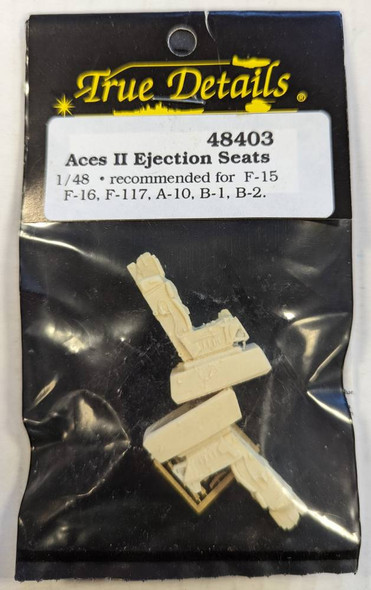 True Details ®
48403
Aces II Ejection Seats
1/48 • recommended for F-15
F-16, F-117, A-10, B-1, B-2.